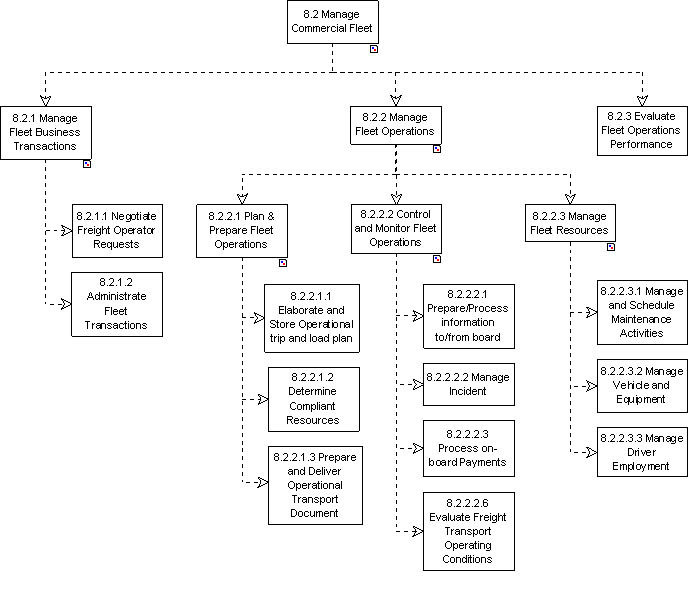 8.2 Manage
Commercial Fleet
8.2.1 Manage
Fleet Business
Transactions
8.2.2 Manage
Fleet Operations
8.2.3 Evaluate
Fleet Operations
Performance
8.2.1.1 Negotiate
Freight Operator
Requests
8.2.1.2
Administrate
Fleet
Transactions
8.2.2.1 Plan &
Prepare Fleet
Operations
8.2.2.1.1
Elaborate and
Store Operational
trip and load plan
8.2.2.1.2
Determine
Compliant
Resources
8.2.2.1.3 Prepare
and Deliver
Operational
Transport
Document
8.2.2.2 Control
and Monitor Fleet
Operations
8.2.2.2.1
Prepare/Process
information
to/from board
8.2.2.2.2 Manage
Incident
8.2.2.2.3
Process on-
board Payments
8.2.2.2.6
Evaluate Freight
Transport
Operating
Conditions
8.2.2.3 Manage
Fleet Resources
8.2.2.3.1 Manage
and Schedule
Maintenance
Activities
8.2.2.3.2 Manage
Vehicle and
Equipment
8.2.2.3.3 Manage
Driver
Employment